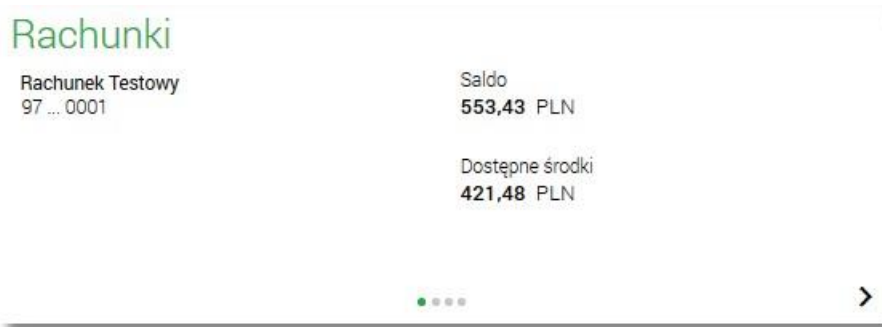 Rachunki
Rachunek Testowy
97 ... 0001
Saldo
553,43 PLN
Dostępne środki
421,48 PLN